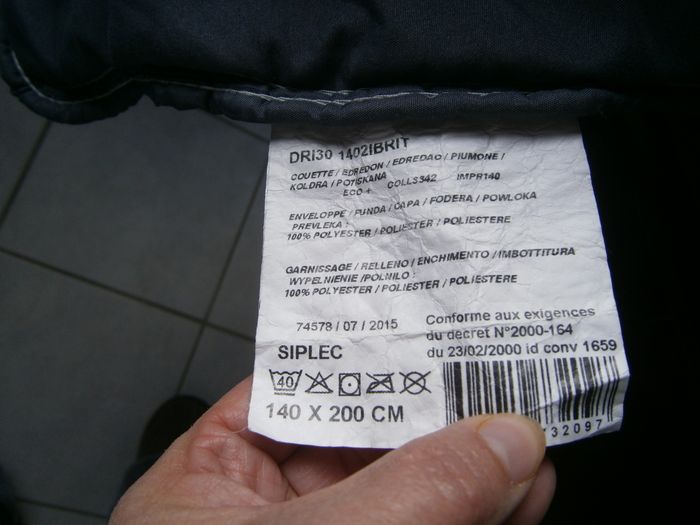 DRI30 1402IBRIT
COUETTE / EDREDON / EDREDAO / PIUMONE /
KOLDRA / POTISKANA
ECO + COLLS342 IMPR140
ENVELOPPE / FUNDA / CAPA / FODERA / POWLOKA
PREVLEKA :
100% POLYESTER / POLIESTER / POLIESTERE
GARNISSAGE / RELLENO / ENCHIMENTO / IMBOTTITURA
WYPELNIENIE / POLNILO :
100% POLYESTER / POLIESTER / POLIESTERE
74578 / 07 / 2015
Conforme aux exigences
du decret N°2000-164
du 23/02/2000 id conv 1659
SIPLEC
40
140 X 200 CM
32097